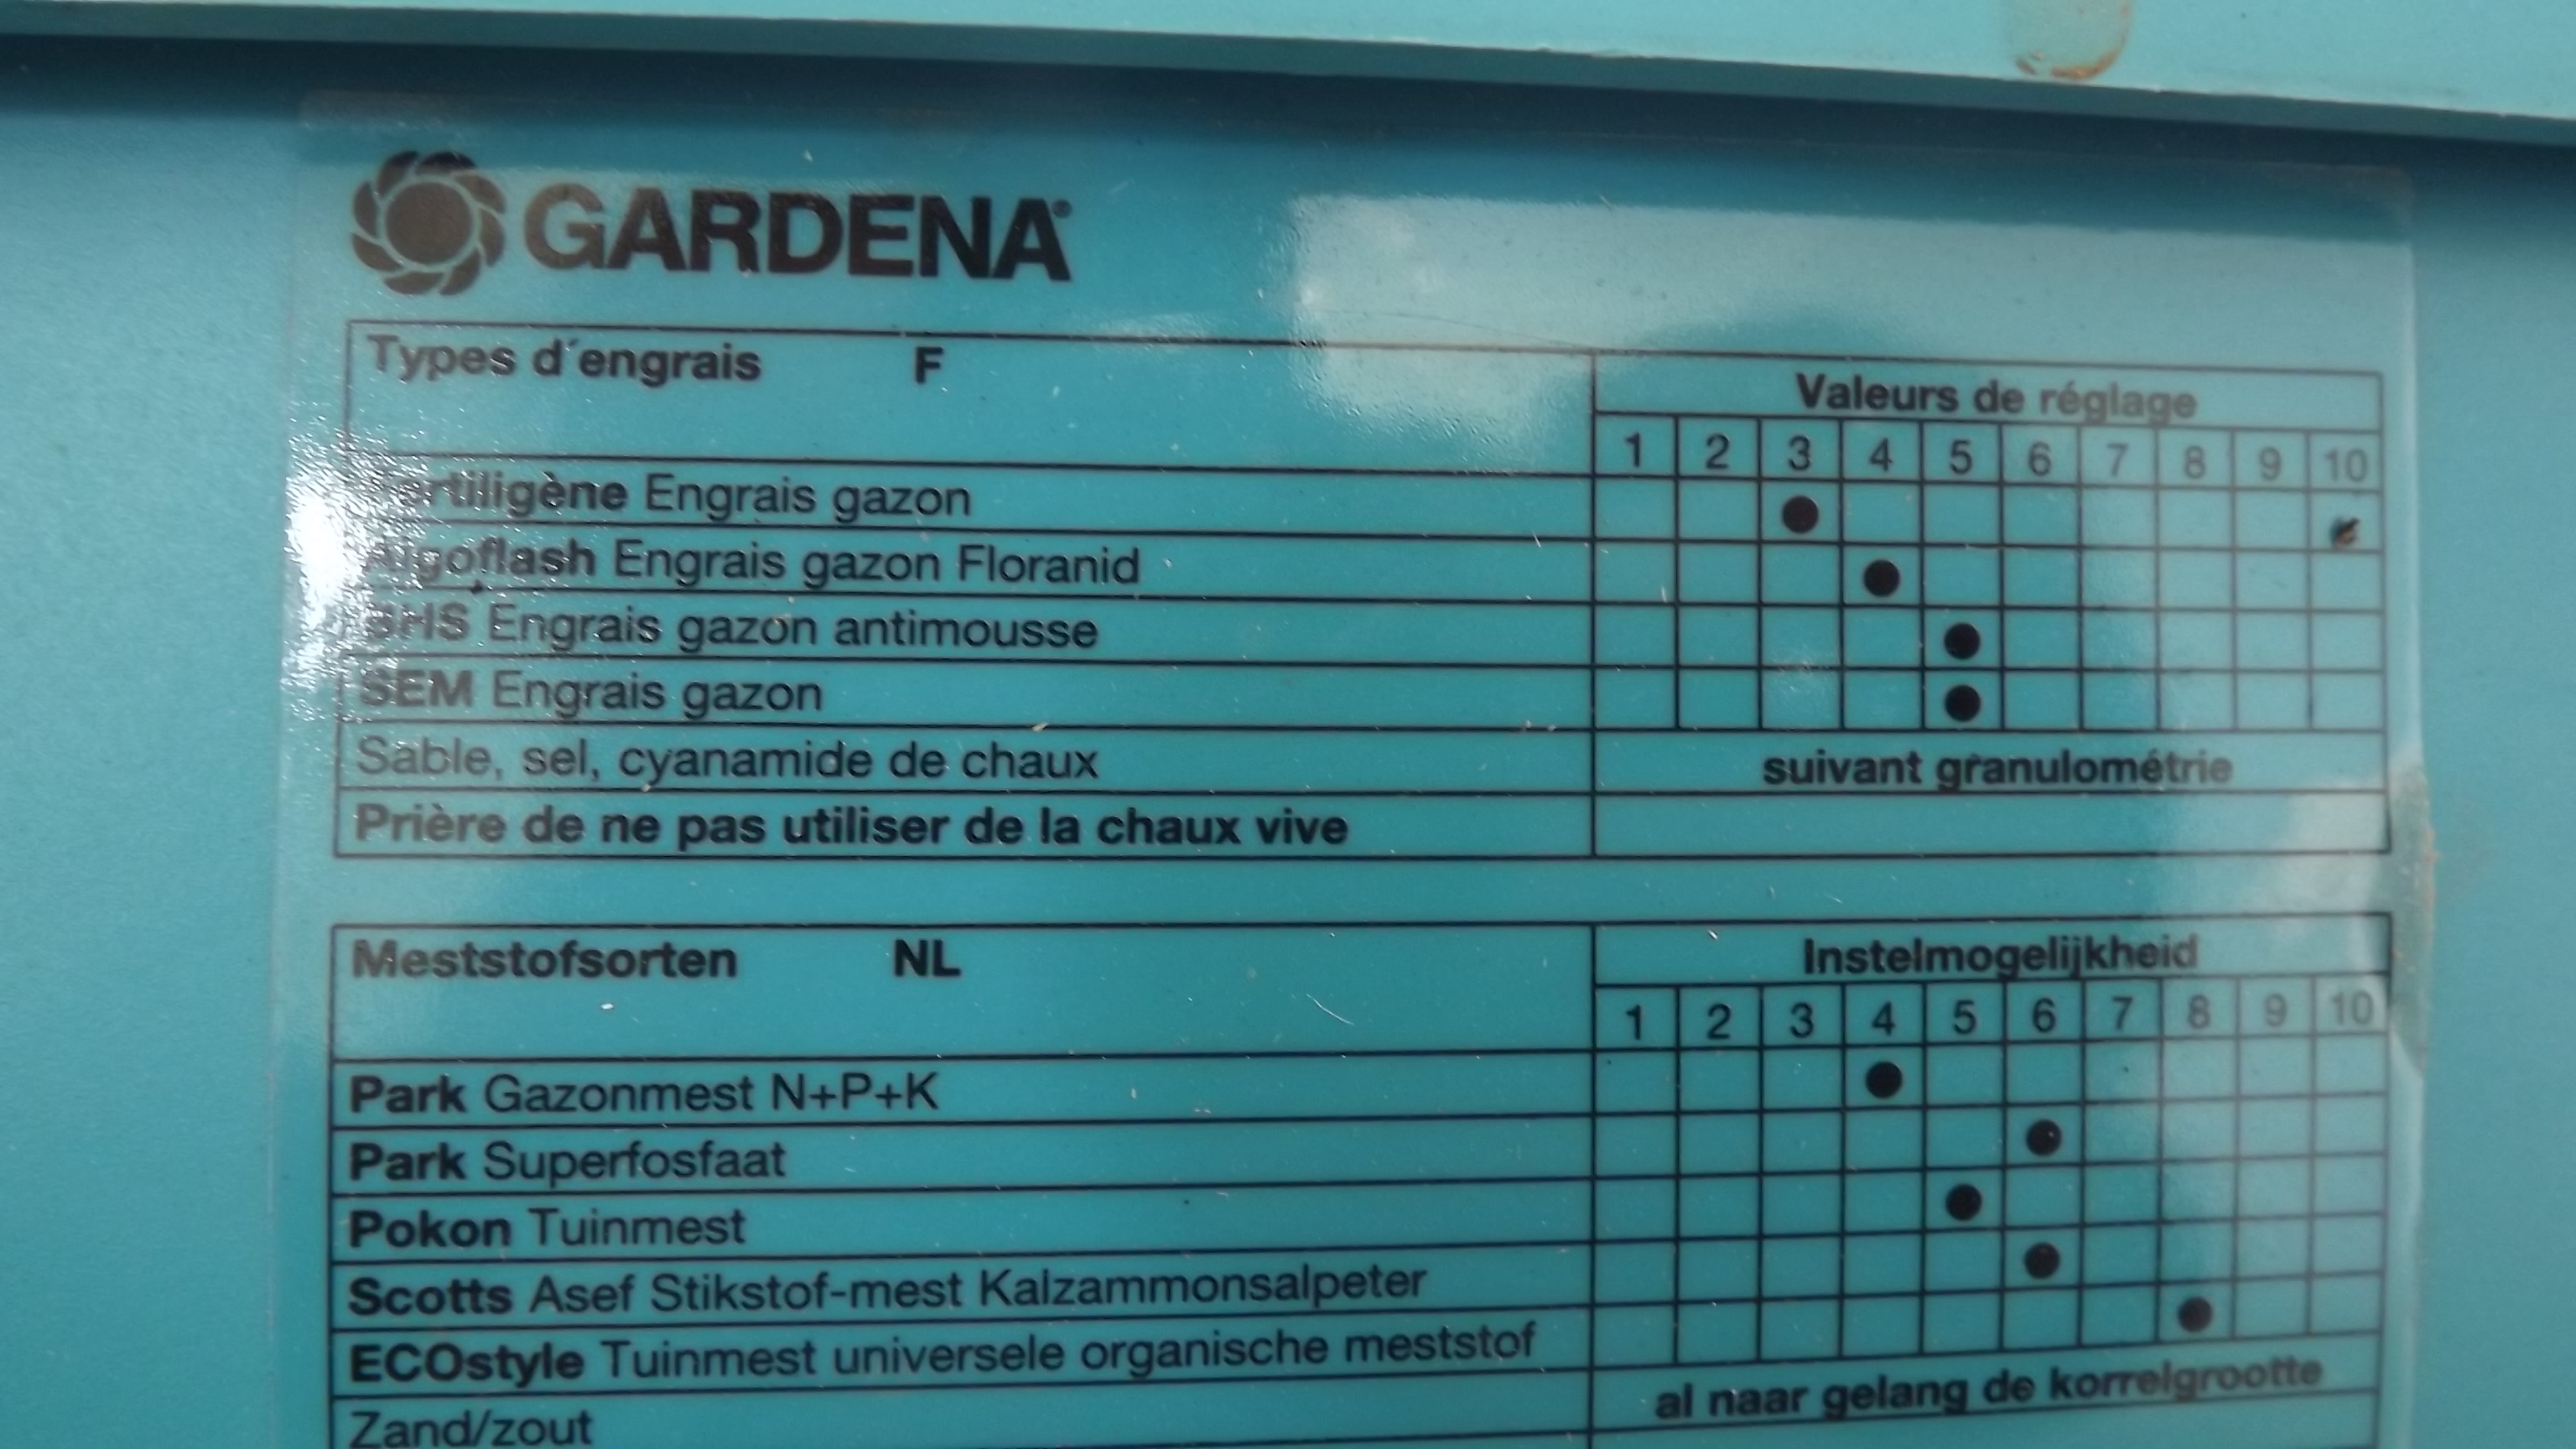 GARDENA®
Types d´engrais F
Valeurs de réglage
1 2 3 4 5 6 7 8 9 10
Fertiligène Engrais gazon
Algoflash Engrais gazon Floranid
SHS Engrais gazon antimousse
SEM Engrais gazon
Sable, sel, cyanamide de chaux suivant granulométrie
Prière de ne pas utiliser de la chaux vive
Meststofsorten NL
Instelmogelijkheid
1 2 3 4 5 6 7 8 9 10
Park Gazonmest N+P+K
Park Superfosfaat
Pokon Tuinmest
Scotts Asef Stikstof-mest Kalzammonsalpeter
ECOstyle Tuinmest universele organische meststof
Zand/zout al naar gelang de korrelgrootte